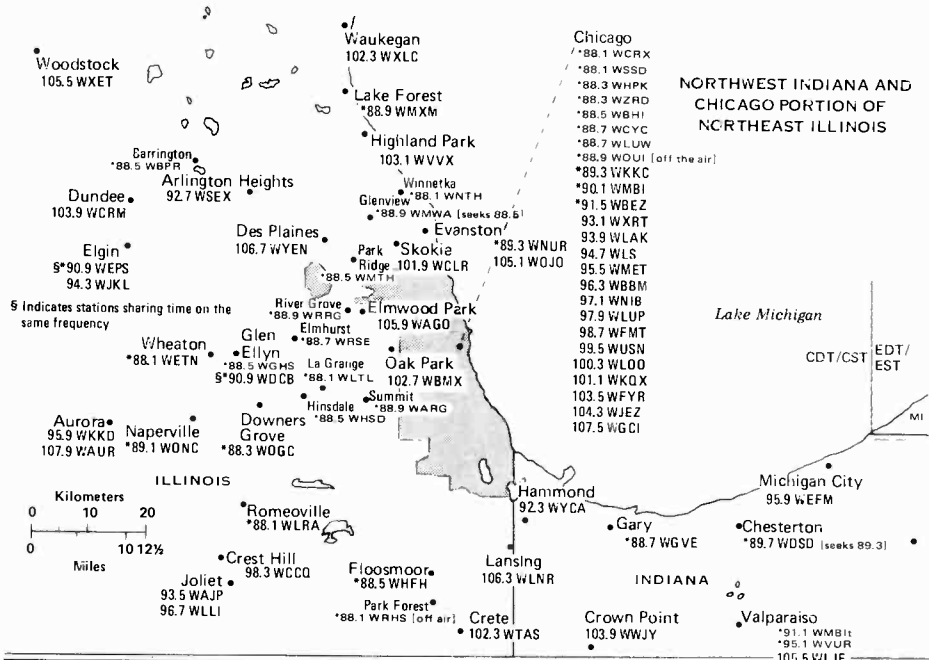 Waukegan
102.3 WXLC
Woodstock
105.5 WXET
Lake Forest
*88.9 WMXM
Highland Park
103.1 WVVX
Barrington
*88.5 WBPR
Arlington Heights
92.7 WSEX
Winnetka
*88.1 WNTH
Glenview
*88.9 WMWA [seeks 88.5]
Dundee
103.9 WCRM
Evanston
*89.3 WNUR
105.1 WOJO
Des Plaines
106.7 WYEN
Skokia
101.9 WCLR
Park
Ridge
*88.5 WMTH
Elgin
§*90.9 WEPS
94.3 WJKL
§ Indicates stations sharing time on the
same frequency
River Grove
*88.9 WRRG
Elmwood Park
105.9 WAGO
Elmhurst
*88.7 WRSE
Wheaton
*88.1 WETN
Glen
Ellyn
*88.5 WGHS
§*90.9 WDCB
La Grange
*88.1 WLTL
Oak Park
102.7 WBMX
Hinsdale
*88.5 WHSD
Summit
*88.9 WARG
Aurora
95.9 WKKD
107.9 WAUR
Naperville
*89.1 WONC
Downers
Grove
*88.3 WOGC
ILLINOIS
Kilometers
0 10 20
0 10 12½
Miles
Romeoville
*88.1 WLRA
Crest Hill
98.3 WCCQ
Joliet
93.5 WAJP
96.7 WLLI
Floosmoor
*88.5 WHFH
Park Forest
*88.1 WRHS [off air]
Crete
102.3 WTAS
Lansing
106.3 WLNR
Hammond
92.3 WYCA
Gary
*88.7 WGVE
Crown Point
103.9 WWJY
INDIANA
Michigan City
95.9 WEFM
Chesterton
*89.7 WDSD [seeks 89.3]
Valparaiso
*91.1 WMBIt
*95.1 WVUR
105.5 WLJE
Chicago
*88.1 WCRX
*88.1 WSSD
*88.3 WHPK
*88.3 WZRD
*88.5 WBHI
*88.7 WCYC
*88.7 WLUW
*88.9 WOUI [off the air]
*89.3 WKKC
*90.1 WMBI
*91.5 WBEZ
93.1 WXRT
93.9 WLAK
94.7 WLS
95.5 WMET
96.3 WBBM
97.1 WNIB
97.9 WLUP
98.7 WFMT
99.5 WUSN
100.3 WLOO
101.1 WKQX
103.5 WFYR
104.3 WJEZ
107.5 WGCI
NORTHWEST INDIANA AND
CHICAGO PORTION OF
NORTHEAST ILLINOIS
Lake Michigan
CDT/CST
EDT/
EST
MI